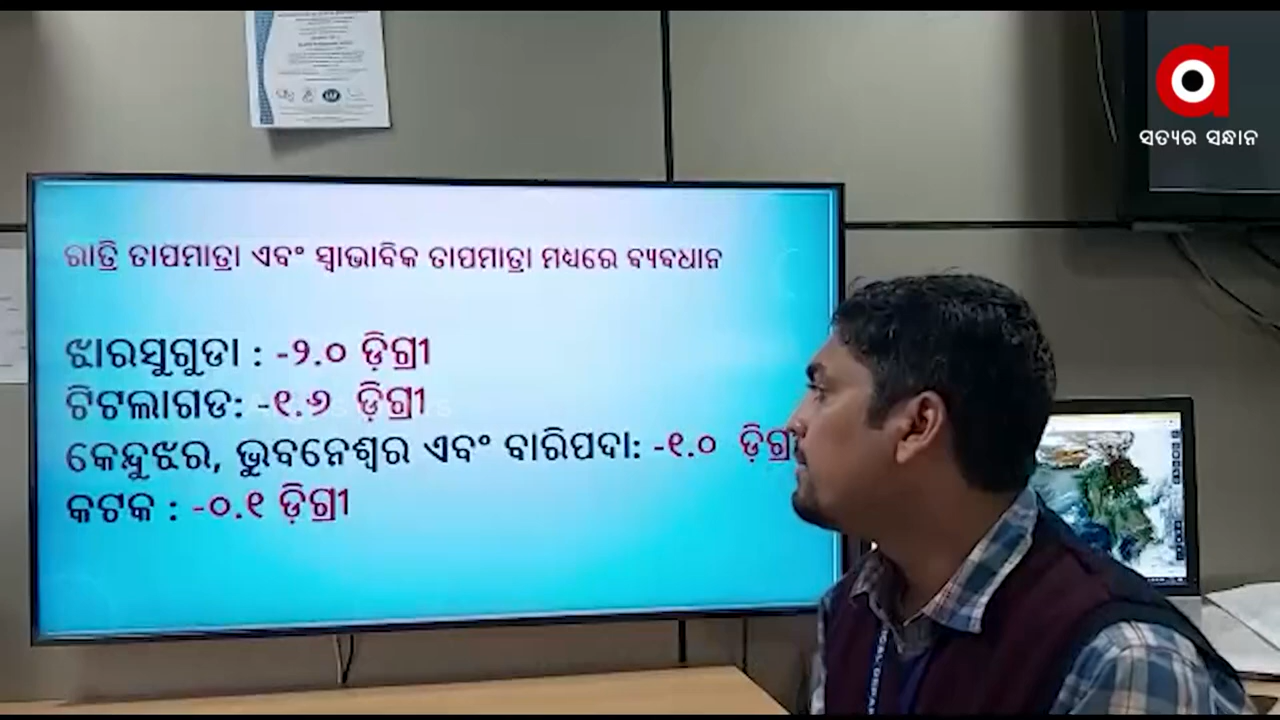 ସତ୍ୟର ସନ୍ଧାନ
ରାତ୍ରି ତାପମାତ୍ରା ଏବଂ ସ୍ୱାଭାବିକ ତାପମାତ୍ରା ମଧ୍ୟରେ ବ୍ୟବଧାନ
ଝାରସୁଗୁଡା : -୨.୦ ଡ଼ିଗ୍ରୀ
ଟିଟଲାଗଡ: -୧.୬ ଡ଼ିଗ୍ରୀ
କେନ୍ଦୁଝର, ଭୁବନେଶ୍ୱର ଏବଂ ବାରିପଦା: -୧.୦
କଟକ : -୦.୧ ଡ଼ିଗ୍ରୀ